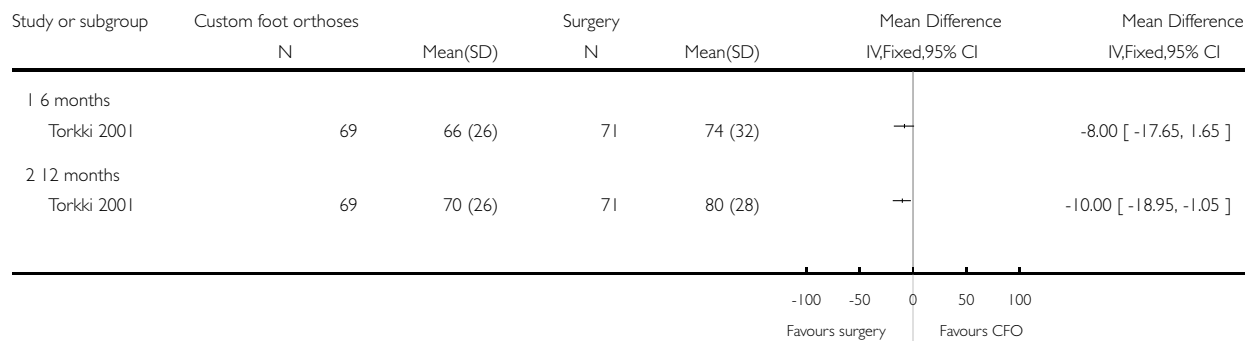 Study or subgroup Custom foot orthoses Surgery Mean Difference Mean Difference
N Mean(SD) N Mean(SD) IV,Fixed,95% CI IV,Fixed,95% CI
1 6 months
Torkki 2001 69 66 (26) 71 74 (32) -8.00 [ -17.65, 1.65 ]
2 12 months
Torkki 2001 69 70 (26) 71 80 (28) -10.00 [ -18.95, -1.05 ]
-100 -50 0 50 100
Favours surgery Favours CFO